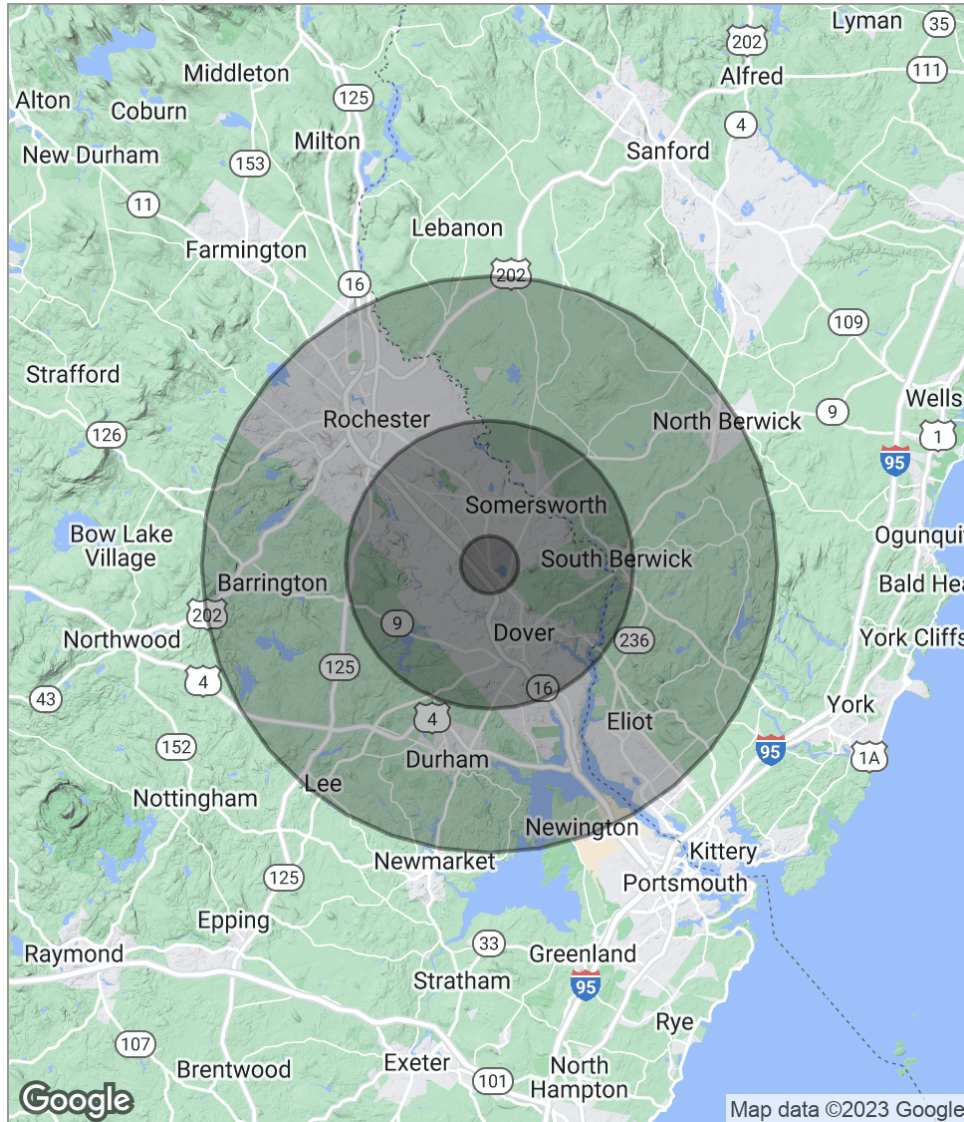 Lyman
35
202
Middleton
Alfred
111
Alton
125
Coburn
4
Milton
Sanford
New Durham
153
11
Lebanon
Farmington
202
16
109
Strafford
Wells
9
Rochester
North Berwick
126
1
95
Somersworth
Bow Lake
Village
South Berwick
Ogunquit
Barrington
Bald Hea
202
9
Dover
236
Northwood
York Cliffs
125
4
16
43
York
4
Eliot
152
95
1A
Durham
Lee
Nottingham
Newington
Newmarket
Kittery
125
Portsmouth
Epping
33
Raymond
Greenland
Stratham
95
Rye
107
Exeter
Brentwood
101
North
Hampton
Google
Map data ©2023 Google